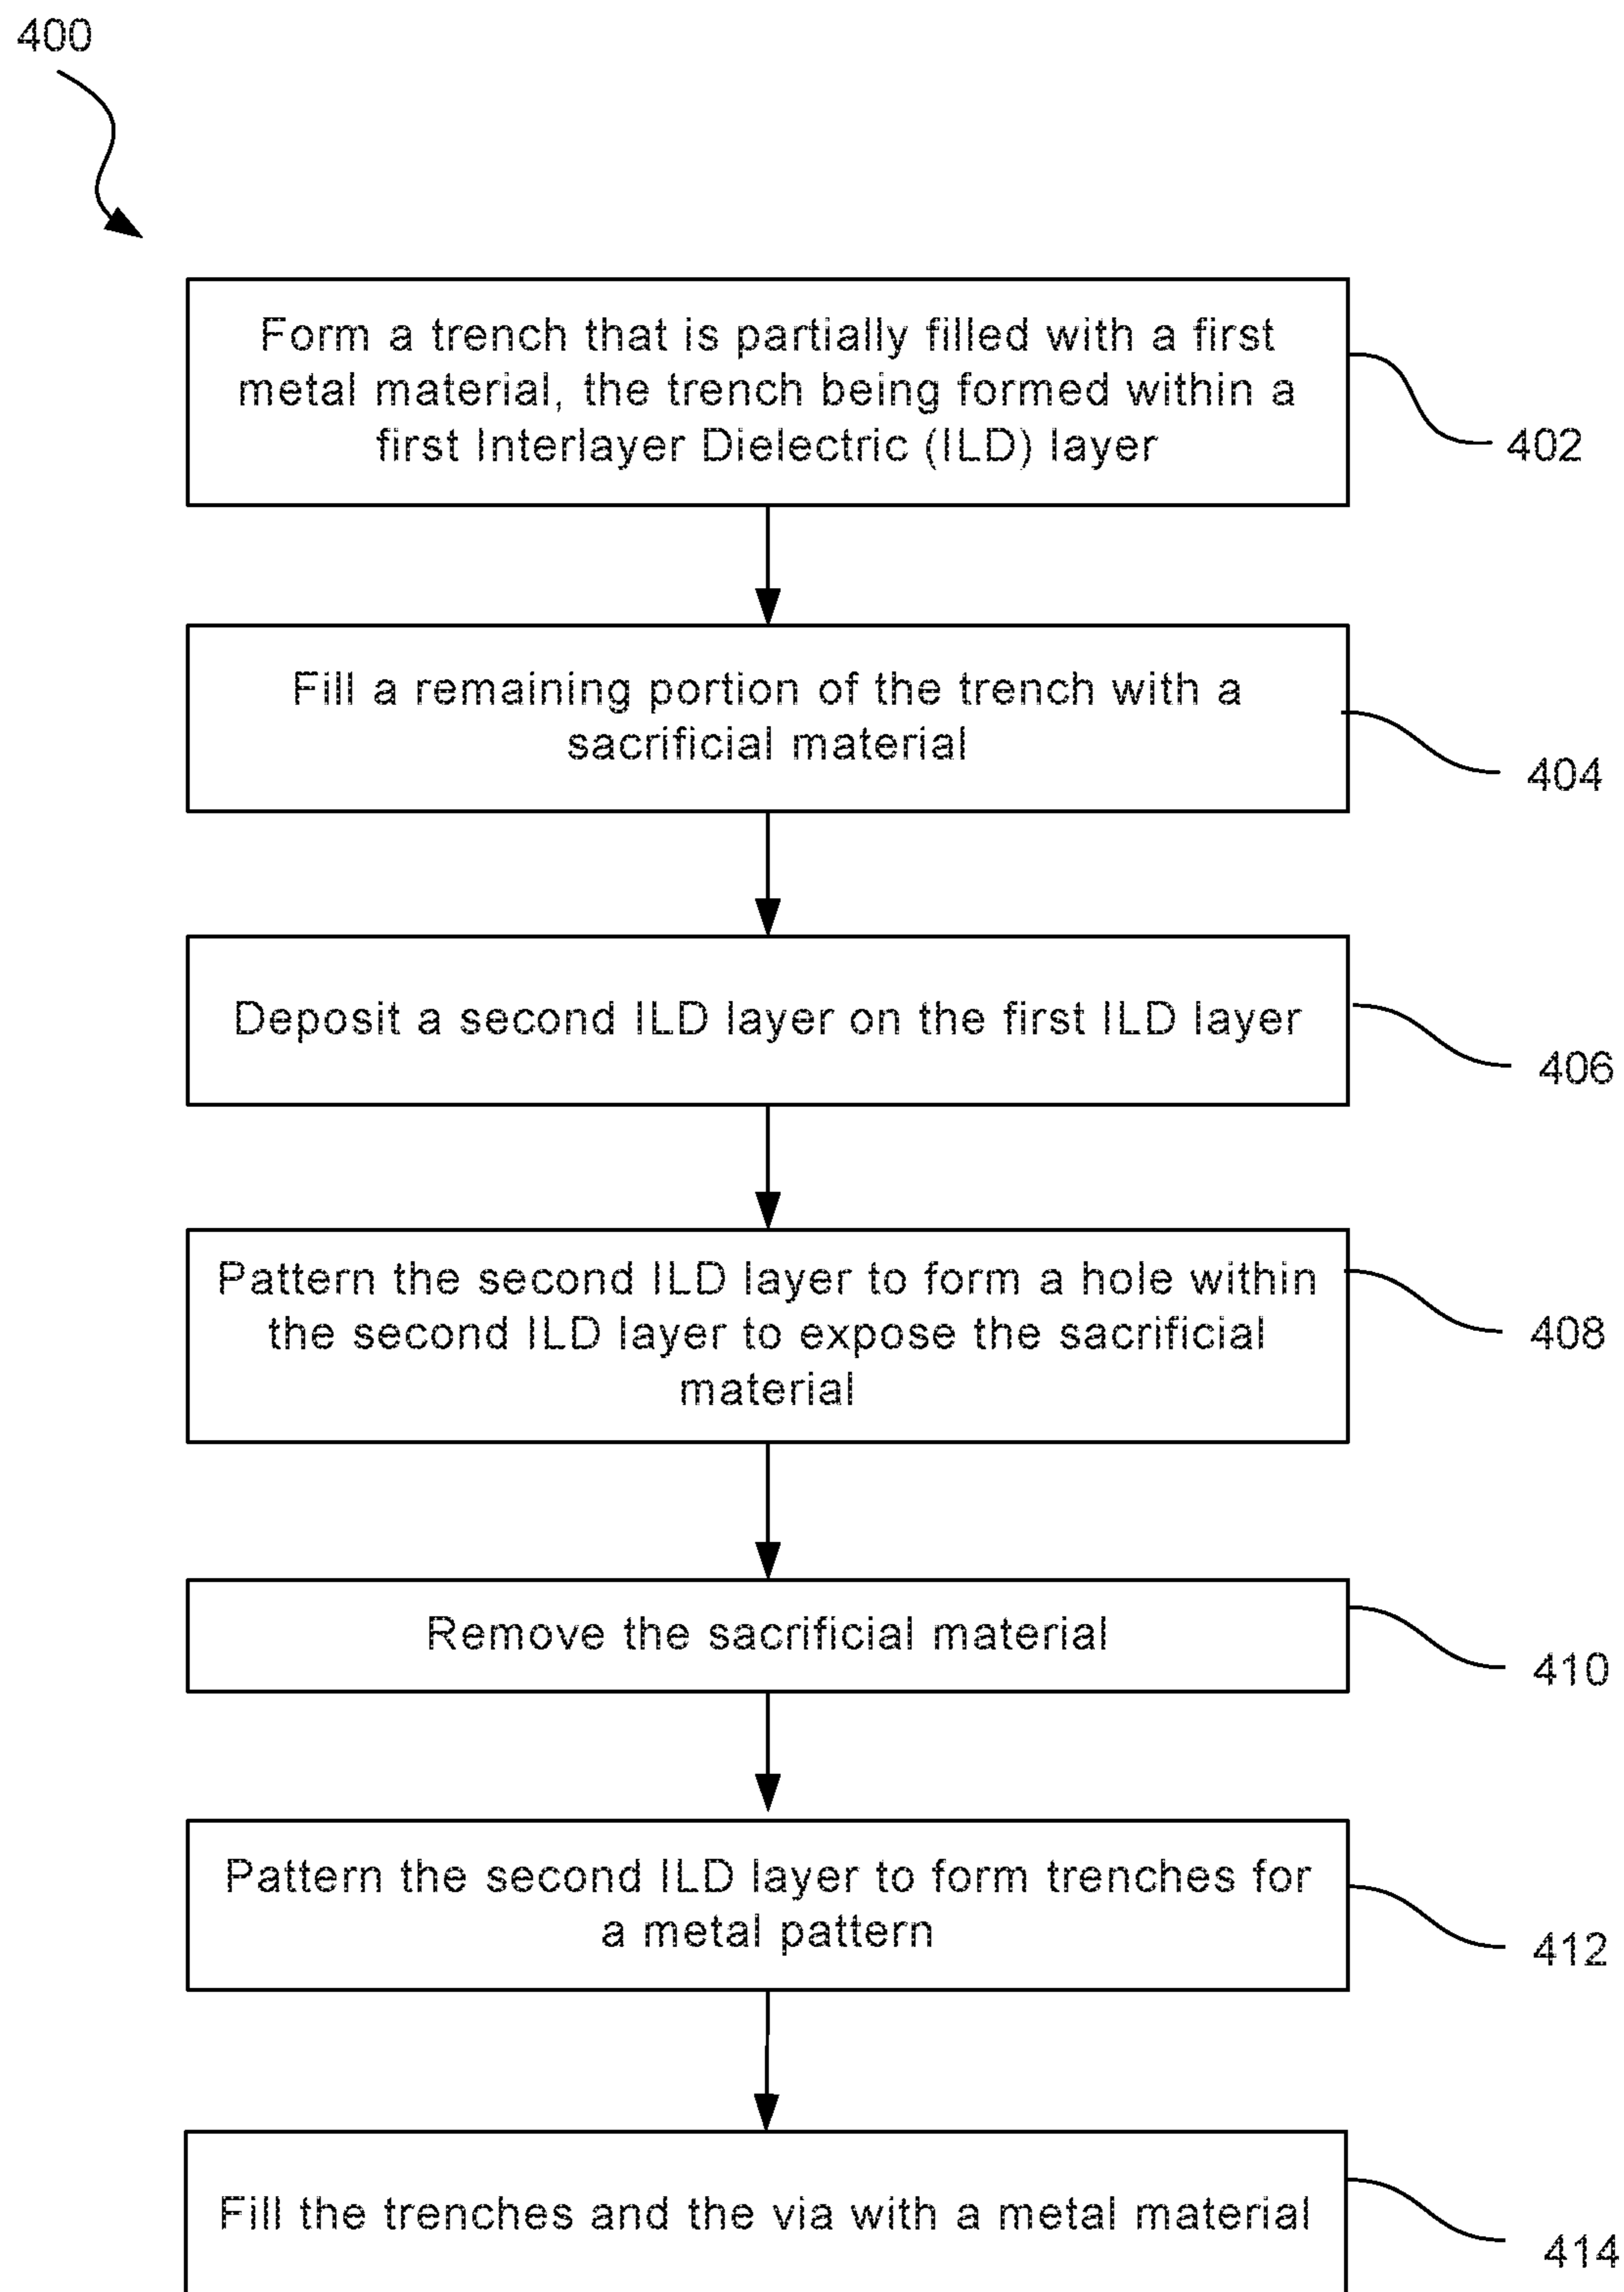 400
Form a trench that is partially filled with a first
metal material, the trench being formed within a
first Interlayer Dielectric (ILD) layer
402
Fill a remaining portion of the trench with a
sacrificial material
404
Deposit a second ILD layer on the first ILD layer
406
Pattern the second ILD layer to form a hole within
the second ILD layer to expose the sacrificial
material
408
Remove the sacrificial material
410
Pattern the second ILD layer to form trenches for
a metal pattern
412
Fill the trenches and the via with a metal material
414